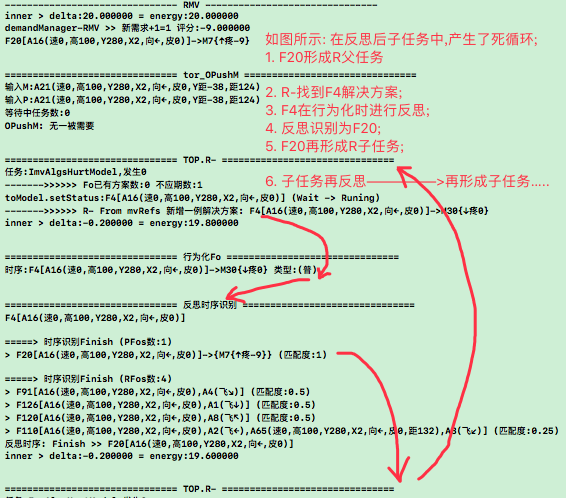 ------------------------------ RMV ------------------------------
inner > delta:20.000000 = energy:20.000000
demandManager-RMV >> 新需求+1=1 评分:-9.000000
F20[A16(速0,高100,Y280,X2,向←,皮0)]->M7{↑疼-9}
如图所示: 在反思后子任务中,产生了死循环;
1. F20形成R父任务
============================== tor_OPushM ==============================
输入M:A21(速0,高100,Y280,X2,向←,皮0,Y距-38,距124)
输入P:A21(速0,高100,Y280,X2,向←,皮0,Y距-38,距124)
等待中任务数:0
OPushM: 无一被需要
2. R-找到F4解决方案;
3. F4在行为化时进行反思;
4. 反思识别为F20;
5. F20再形成R子任务;
============================== TOP.R- ==============================
任务:ImvAlgsHurtModel,发生0
------->>>>>> Fo已有方案数:0 不应期数:1
toModel.setStatus:F4[A16(速0,高100,Y280,X2,向←,皮0)] (Wait -> Runing)
------->>>>>> R- From mvRefs 新增一例解决方案: F4[A16(速0,高100,Y280,X2,向←,皮0)]->M30{↓疼0}
inner > delta:-0.200000 = energy:19.800000
6. 子任务再反思—————>再形成子任务.....
============================== 行为化Fo ==============================
时序:F4[A16(速0,高100,Y280,X2,向←,皮0)]->M30{↓疼0} 类型:(普)
============================== 反思时序识别 ==============================
F4[A16(速0,高100,Y280,X2,向←,皮0)]
=====> 时序识别Finish (PFos数:1)
> F20[A16(速0,高100,Y280,X2,向←,皮0)]->{M7{↑疼-9}} (匹配度:1)
=====> 时序识别Finish (RFos数:4)
> F91[A16(速0,高100,Y280,X2,向←,皮0),A4(飞↘)] (匹配度:0.5)
> F126[A16(速0,高100,Y280,X2,向←,皮0),A1(飞↓)] (匹配度:0.5)
> F120[A16(速0,高100,Y280,X2,向←,皮0),A8(飞↖)] (匹配度:0.5)
> F110[A16(速0,高100,Y280,X2,向←,皮0),A2(飞←),A65(速0,高100,Y280,X2,向←,皮0,距132),A3(飞↙)] (匹配度:0.25)
反思时序: Finish >> F20[A16(速0,高100,Y280,X2,向←,皮0)]
inner > delta:-0.200000 = energy:19.600000
============================== TOP.R- ==============================